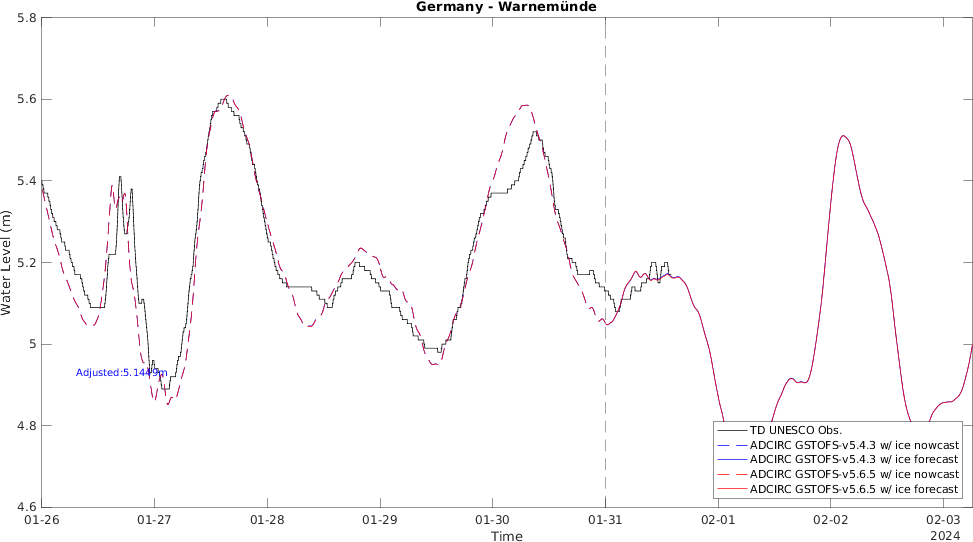 Germany - Warnemünde
5.8
5.6
5.4
5.2
5
4.8
4.6
Water Level (m)
Adjusted:5.1449m
TD UNESCO Obs.
ADCIRC GSTOFS-v5.4.3 w/ ice nowcast
ADCIRC GSTOFS-v5.4.3 w/ ice forecast
ADCIRC GSTOFS-v5.6.5 w/ ice nowcast
ADCIRC GSTOFS-v5.6.5 w/ ice forecast
01-26 01-27 01-28 01-29 01-30 01-31 02-01 02-02 02-03
Time
2024